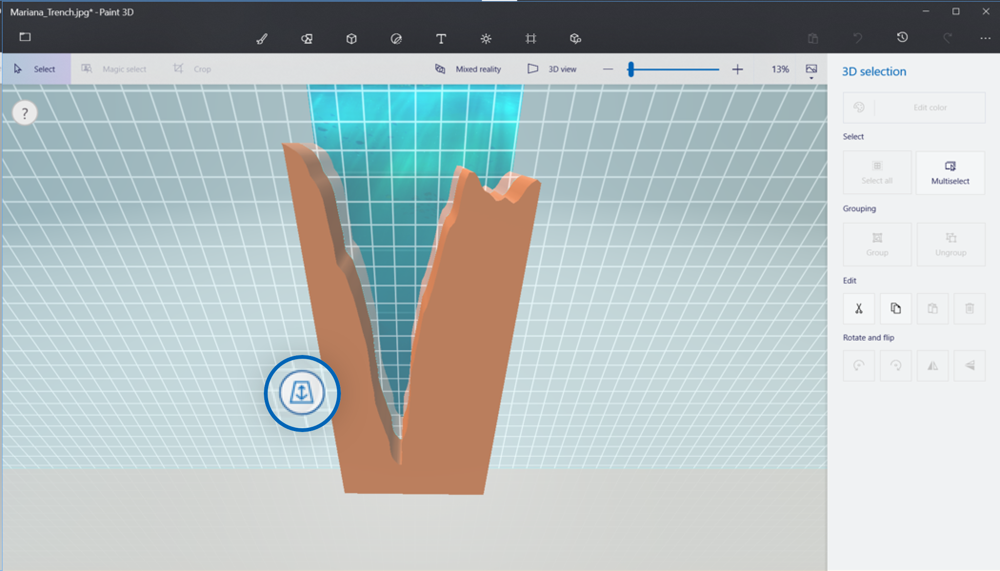 Mariana_Trench.jpg* - Paint 3D
Select
Magic select
Crop
Mixed reality
3D view
13%
?
3D selection
Edit color
Select
Select all
Multiselect
Grouping
Group
Ungroup
Edit
Rotate and flip